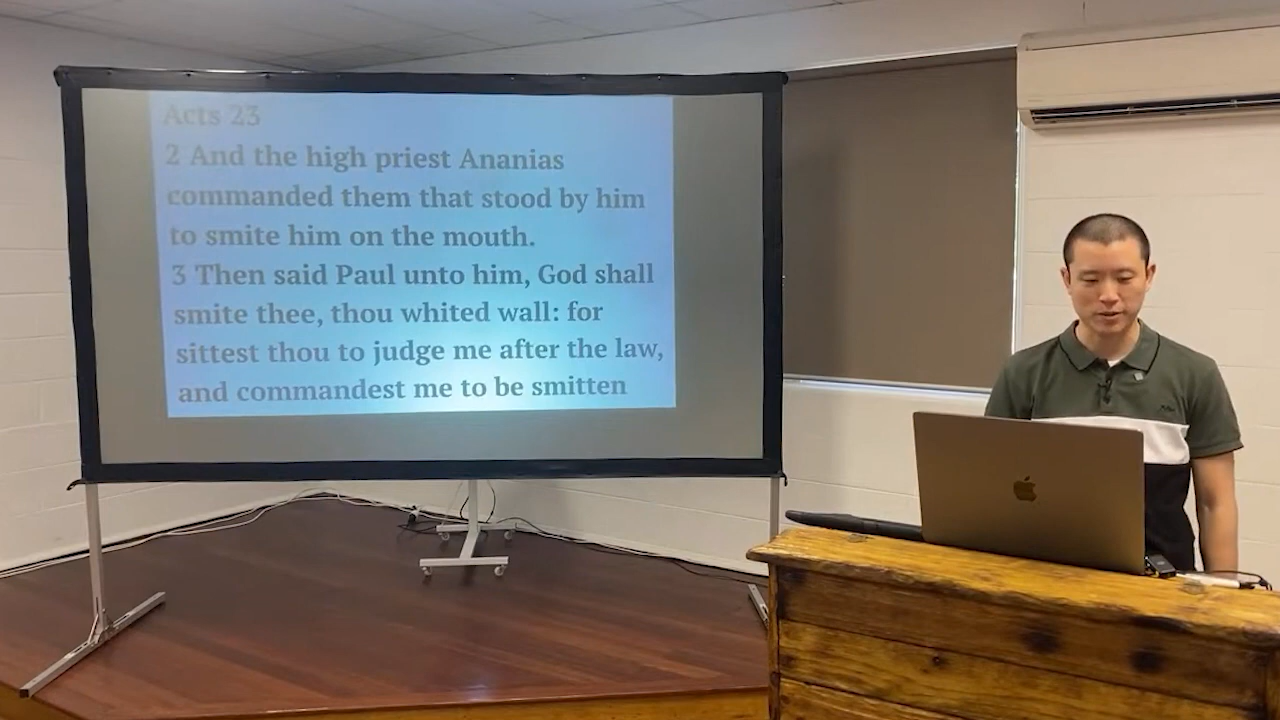 Acts 23
2 And the high priest Ananias
commanded them that stood by him
to smite him on the mouth.
3 Then said Paul unto him, God shall
smite thee, thou whited wall: for
sittest thou to judge me after the law,
and commandest me to be smitten